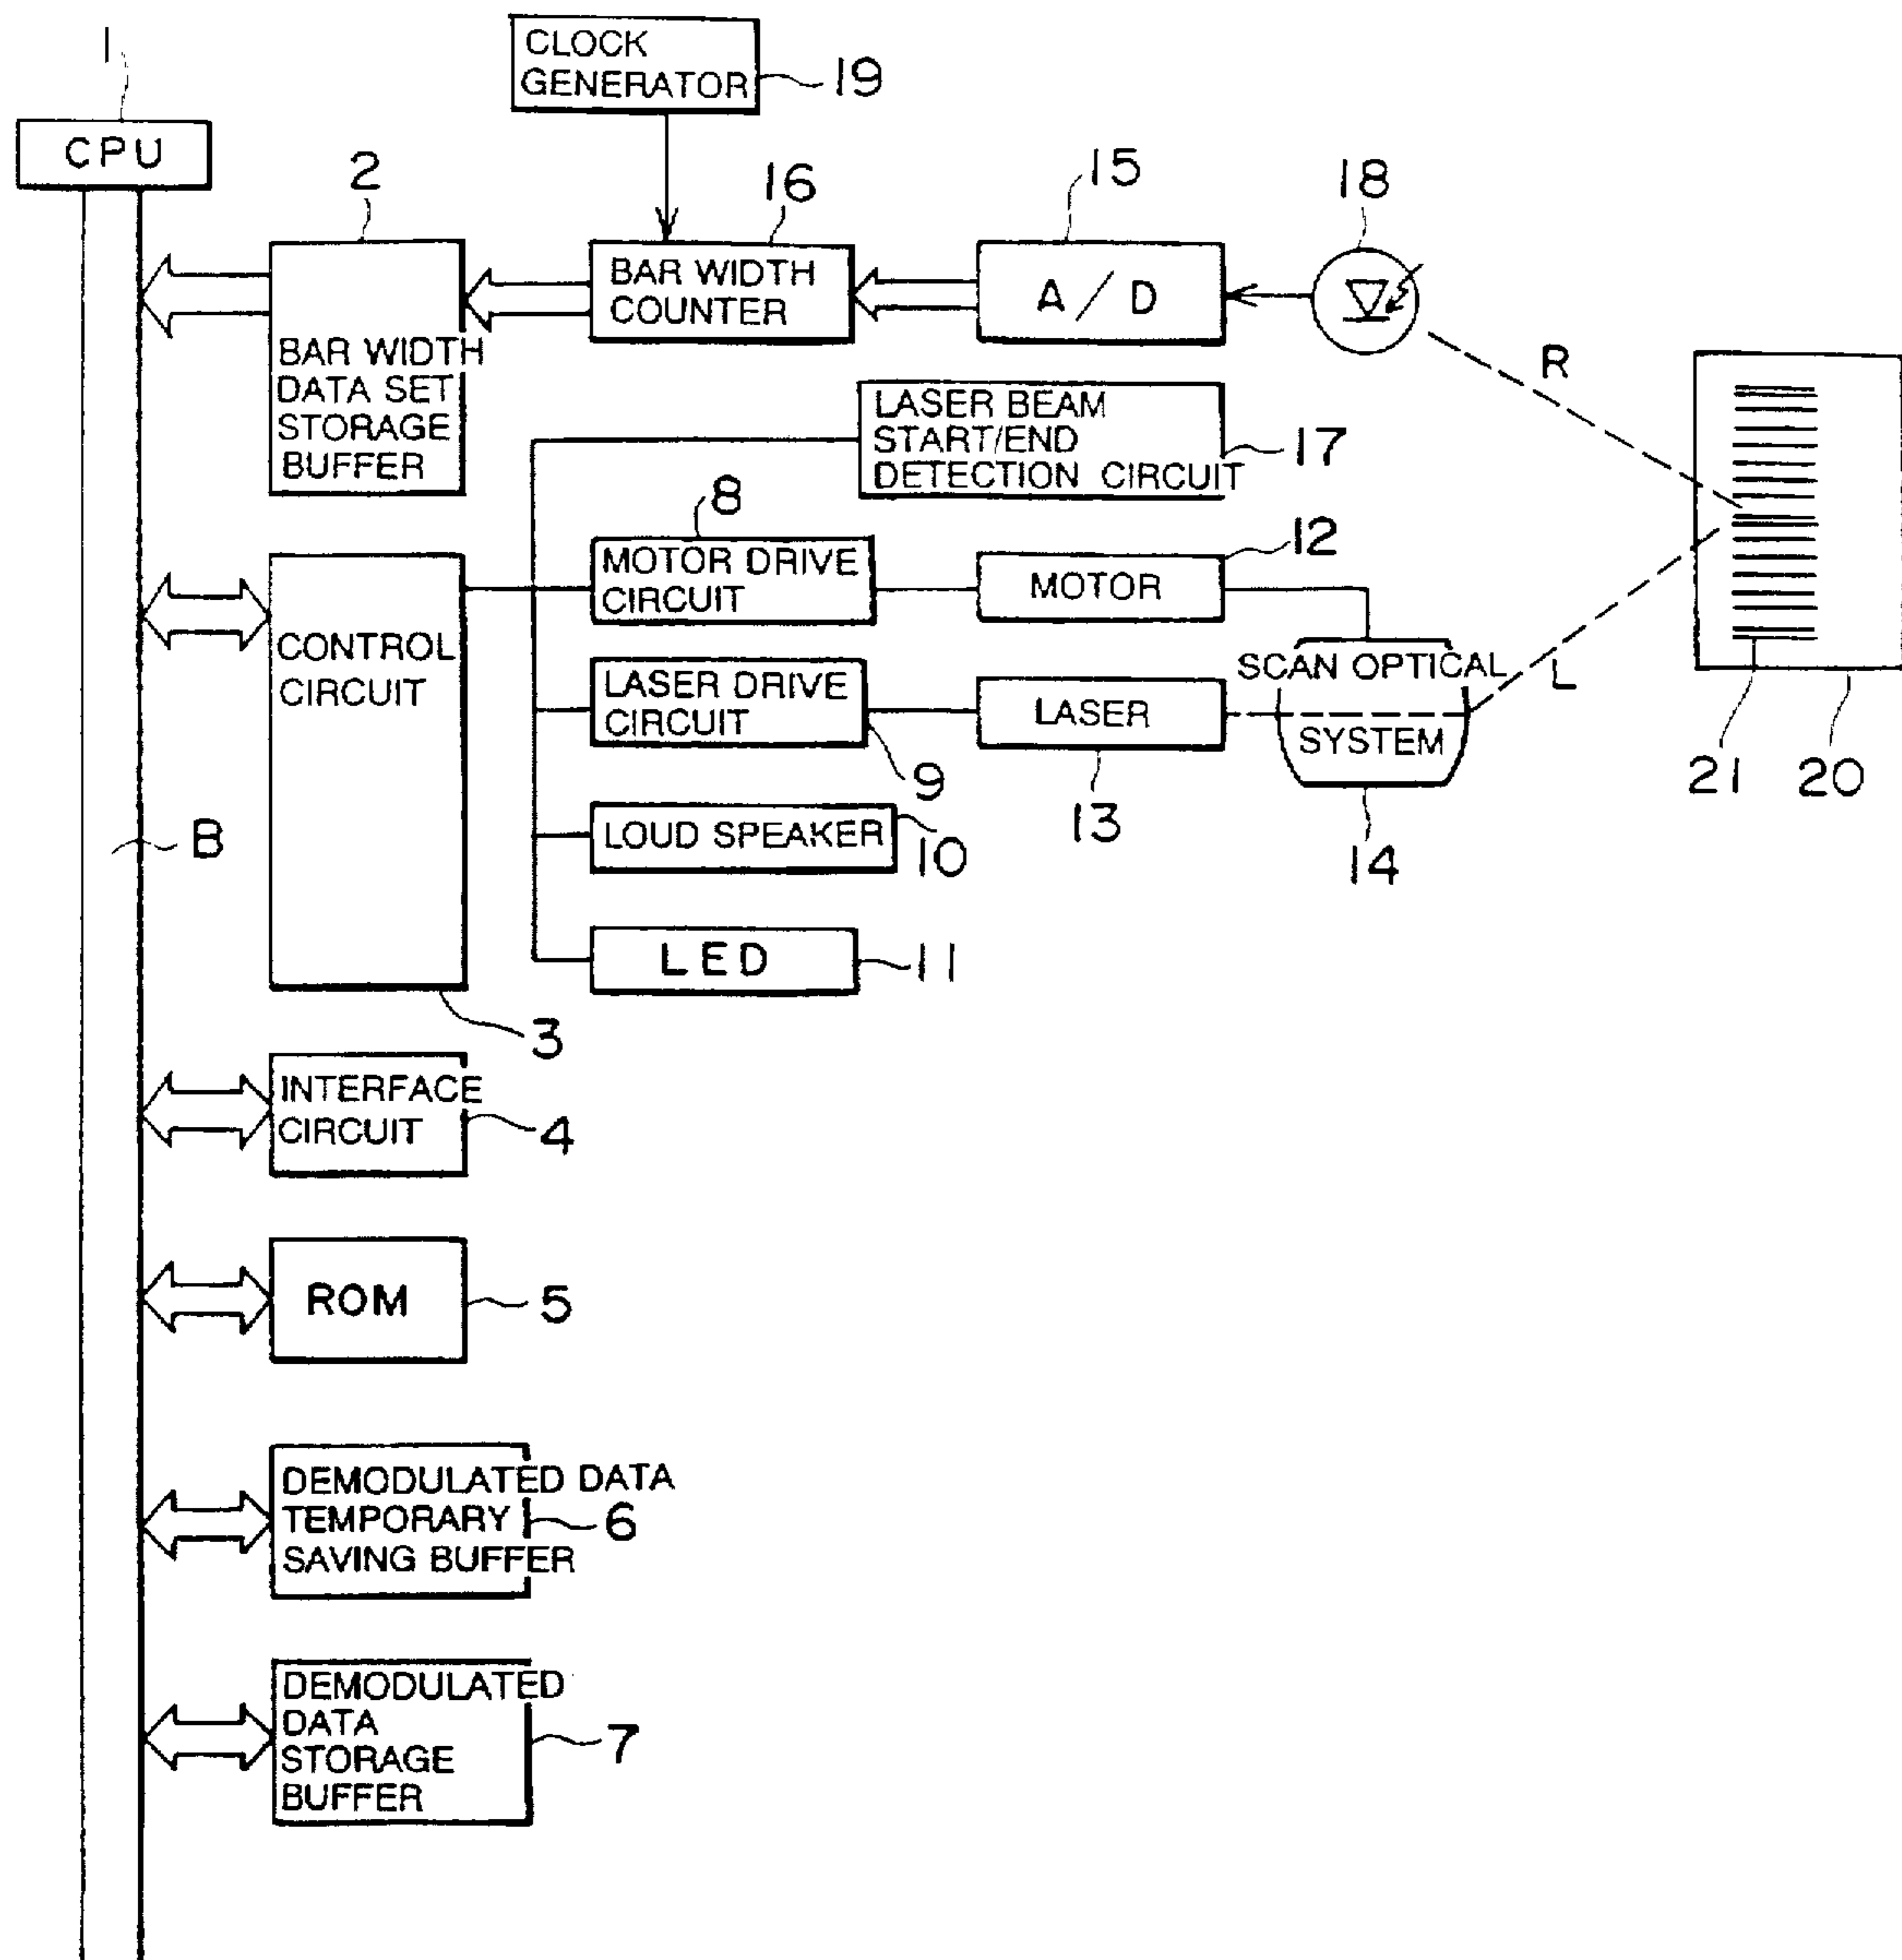 1
CLOCK
GENERATOR
19
CPU
2
16
15
18
BAR WIDTH
COUNTER
A/D
R
BAR WIDTH
DATA SET
STORAGE
BUFFER
LASER BEAM
START/END
DETECTION CIRCUIT
17
8
12
MOTOR DRIVE
CIRCUIT
MOTOR
CONTROL
CIRCUIT
SCAN OPTICAL
SYSTEM
L
LASER DRIVE
CIRCUIT
LASER
21
20
9
13
14
B
LOUD SPEAKER
10
LED
11
3
INTERFACE
CIRCUIT
4
ROM
5
DEMODULATED DATA
TEMPORARY
SAVING BUFFER
6
DEMODULATED
DATA
STORAGE
BUFFER
7